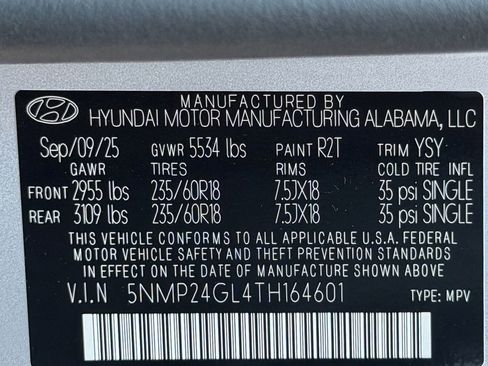 MANUFACTURED BY
HYUNDAI MOTOR MANUFACTURING ALABAMA, LLC
Sep/09/25 GVWR 5534 lbs PAINT R2T TRIM YSY
GAWR TIRES RIMS COLD TIRE INFL
FRONT 2955 lbs 235/60R18 7.5JX18 35 psi SINGLE
REAR 3109 lbs 235/60R18 7.5JX18 35 psi SINGLE
THIS VEHICLE CONFORMS TO ALL APPLICABLE U.S.A. FEDERAL
MOTOR VEHICLE SAFETY AND THEFT PREVENTION STANDARDS
IN EFFECT ON THE DATE OF MANUFACTURE SHOWN ABOVE.
V.I.N 5NMP24GL4TH164601 TYPE: MPV